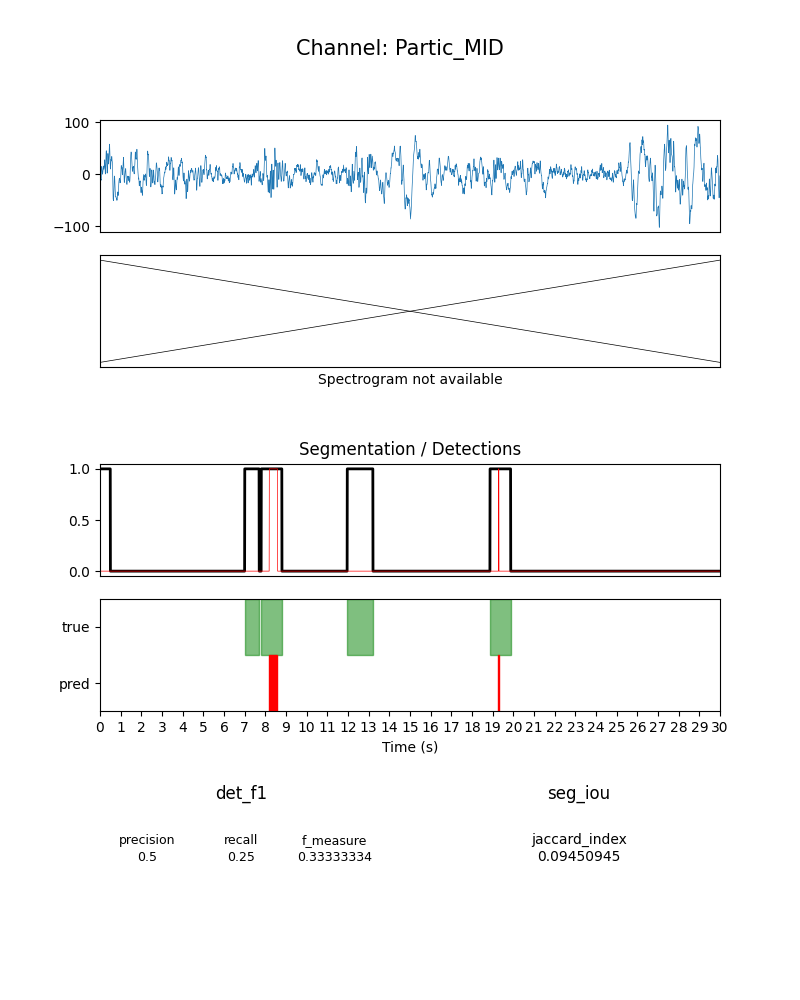 Channel: Partic_MID
100
0
−100
Spectrogram not available
Segmentation / Detections
1.0
0.5
0.0
true
pred
0 1 2 3 4 5 6 7 8 9 10 11 12 13 14 15 16 17 18 19 20 21 22 23 24 25 26 27 28 29 30
Time (s)
det_f1 seg_iou
precision recall f_measure jaccard_index
0.5 0.25 0.33333334 0.09450945